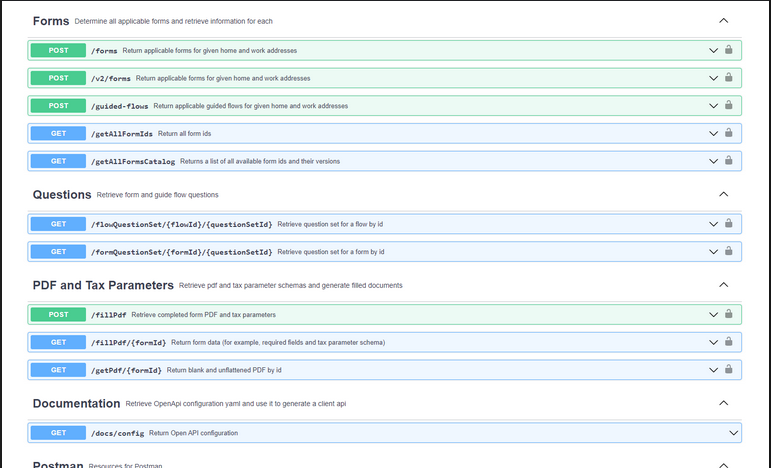 Forms Determine all applicable forms and retrieve information for each
POST /forms Return applicable forms for given home and work addresses
POST /v2/forms Return applicable forms for given home and work addresses
POST /guided-flows Return applicable guided flows for given home and work addresses
GET /getAllFormIds Return all form ids
GET /getAllFormsCatalog Returns a list of all available form ids and their versions
Questions Retrieve form and guide flow questions
GET /flowQuestionSet/{flowId}/{questionSetId} Retrieve question set for a flow by id
GET /formQuestionSet/{formId}/{questionSetId} Retrieve question set for a form by id
PDF and Tax Parameters Retrieve pdf and tax parameter schemas and generate filled documents
POST /fillPdf Retrieve completed form PDF and tax parameters
GET /fillPdf/{formId} Return form data (for example, required fields and tax parameter schema)
GET /getPdf/{formId} Return blank and unflattened PDF by id
Documentation Retrieve OpenApi configuration yaml and use it to generate a client api
GET /docs/config Return Open API configuration
Postman Resources for Postman